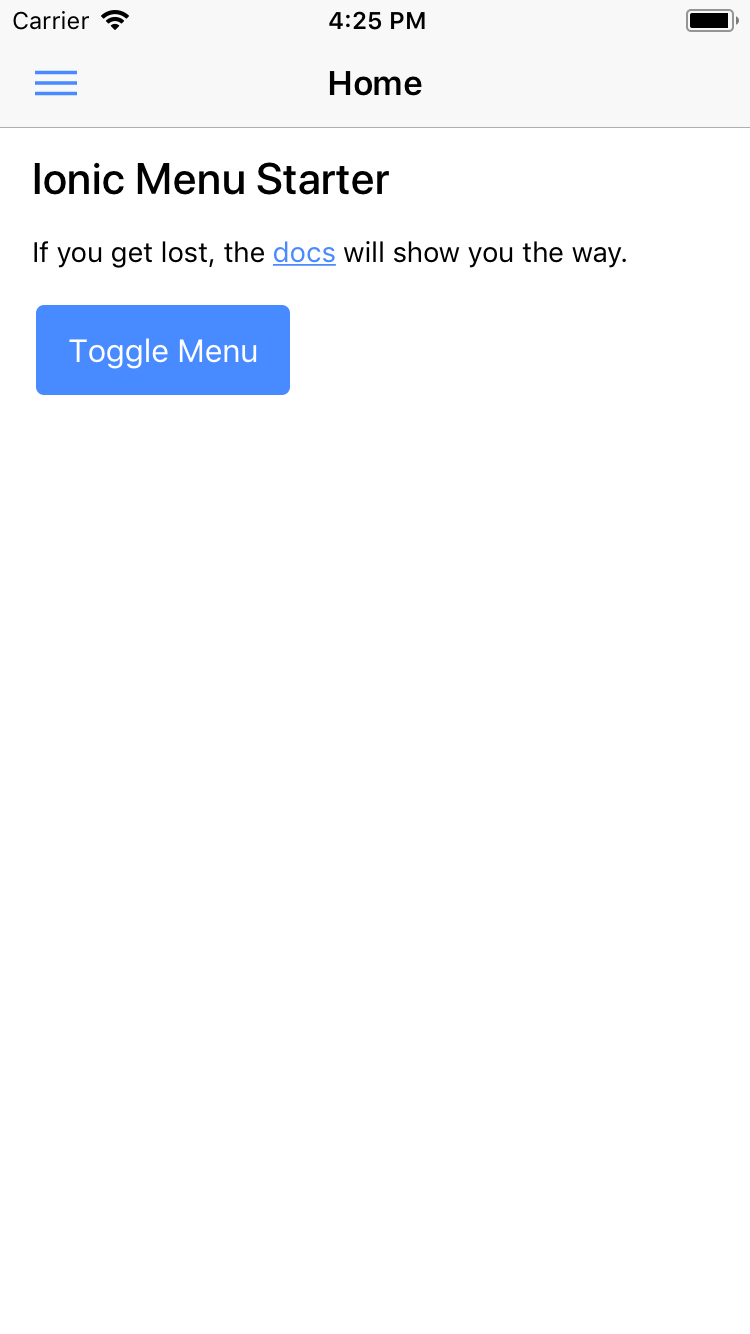 Carrier 4:25 PM
Home
Ionic Menu Starter
If you get lost, the docs will show you the way.
Toggle Menu